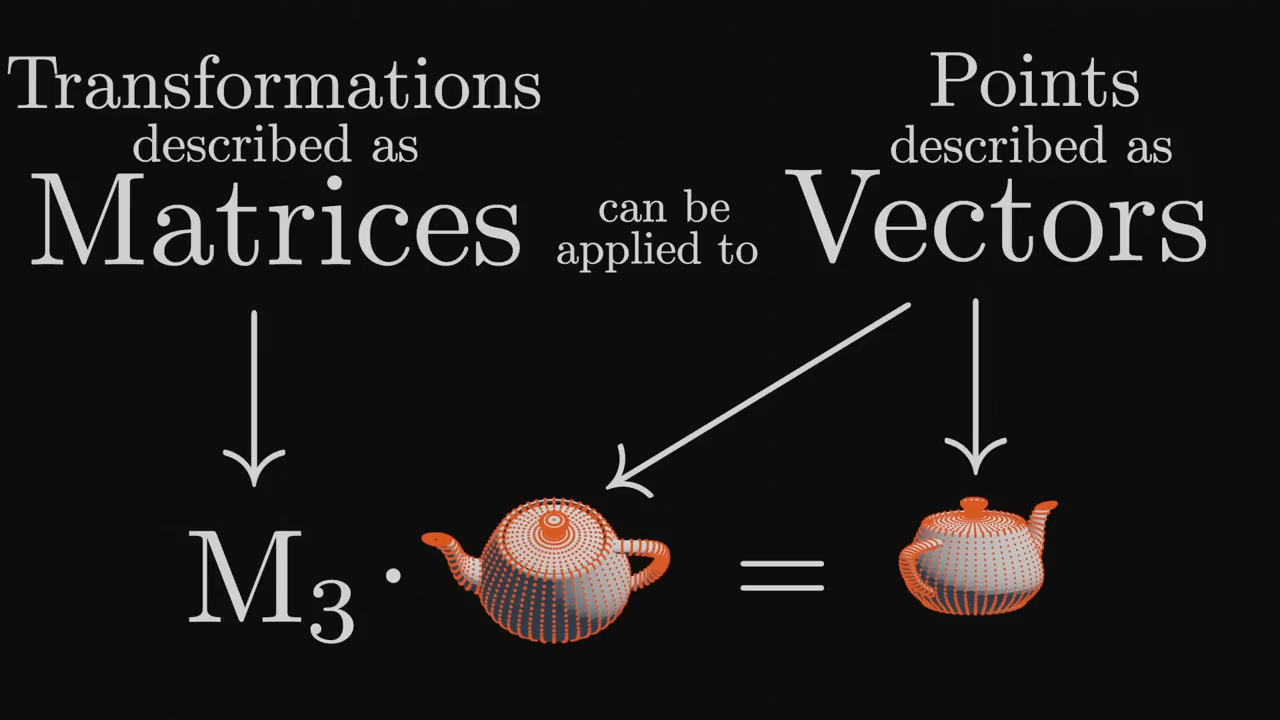 Transformations
described as
Matrices
can be
applied to
Points
described as
Vectors
M₃ · =